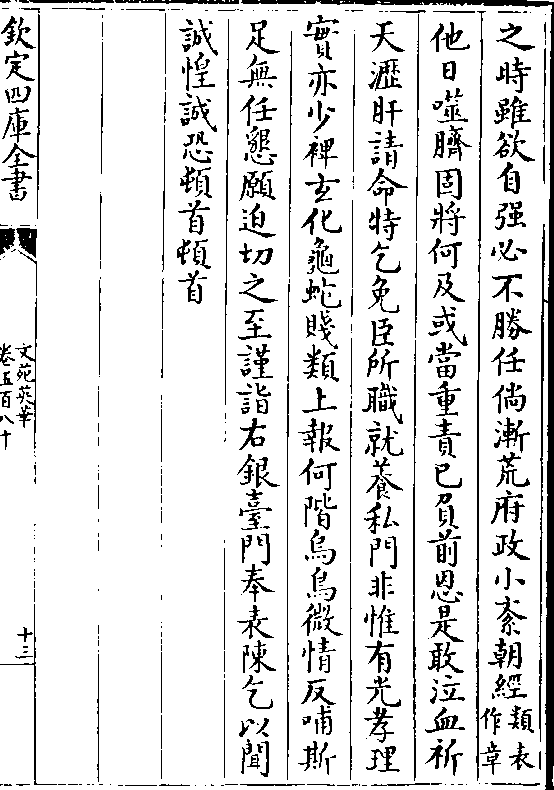 之時雖欲自强必不勝任倘漸荒府政小紊朝經類表作章
他日噬臍固將何及或當重責已負前恩是敢泣血祈
天瀝肝請命特乞免臣所職就養私門非惟有光孝理
實亦少裨玄化龜蛇賤類上報何階烏鳥微情反哺斯
足無任懇願迫切之至謹詣右銀臺門奉表陳乞以聞
誠惶誠恐頓首頓首
欽定四庫全書
文苑英華
卷五百八十
十三